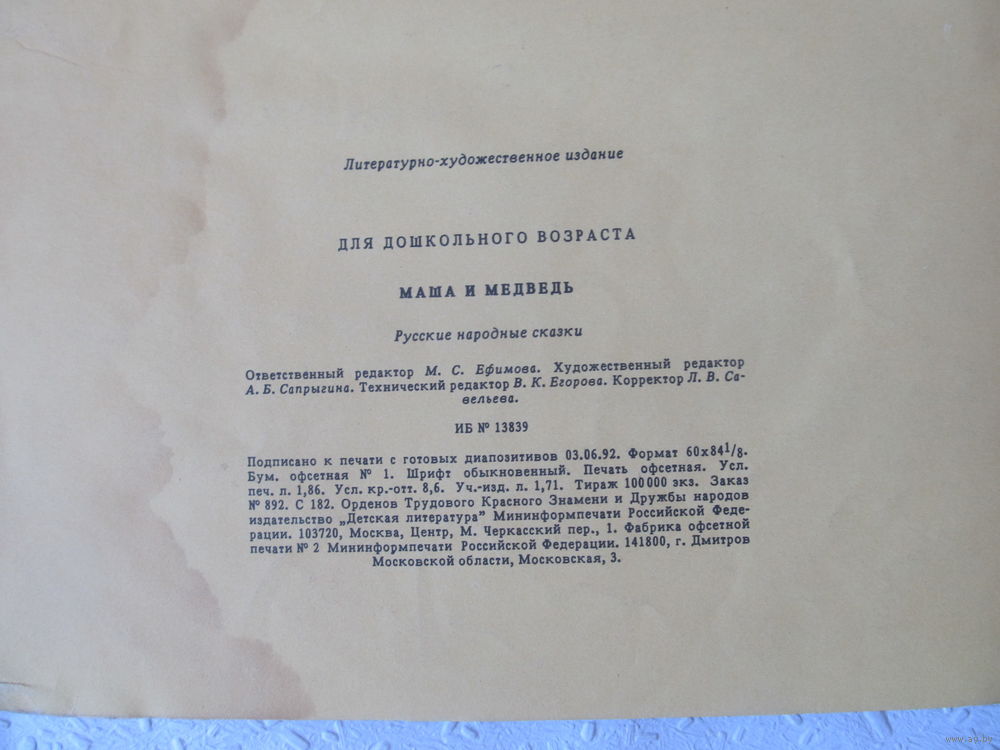 Литературно-художественное издание
ДЛЯ ДОШКОЛЬНОГО ВОЗРАСТА
МАША И МЕДВЕДЬ
Русские народные сказки
Ответственный редактор М. С. Ефимова. Художественный редактор
А. Б. Сапрыгина. Технический редактор В. К. Егорова. Корректор Л. В. Са-
вельева.
ИБ № 13839
Подписано к печати с готовых диапозитивов 03.06.92. Формат 60х84 1/8.
Бум. офсетная № 1. Шрифт обыкновенный. Печать офсетная. Усл.
печ. л. 1,86. Усл. кр.-отт. 8,6. Уч.-изд. л. 1,71. Тираж 100 000 экз. Заказ
№ 892. С 182. Орденов Трудового Красного Знамени и Дружбы народов
издательство „Детская литература" Мининформпечати Российской Феде-
рации. 103720, Москва, Центр, М. Черкасский пер., 1. Фабрика офсетной
печати № 2 Мининформпечати Российской Федерации. 141800, г. Дмитров
Московской области, Московская, 3.
www.ay.by